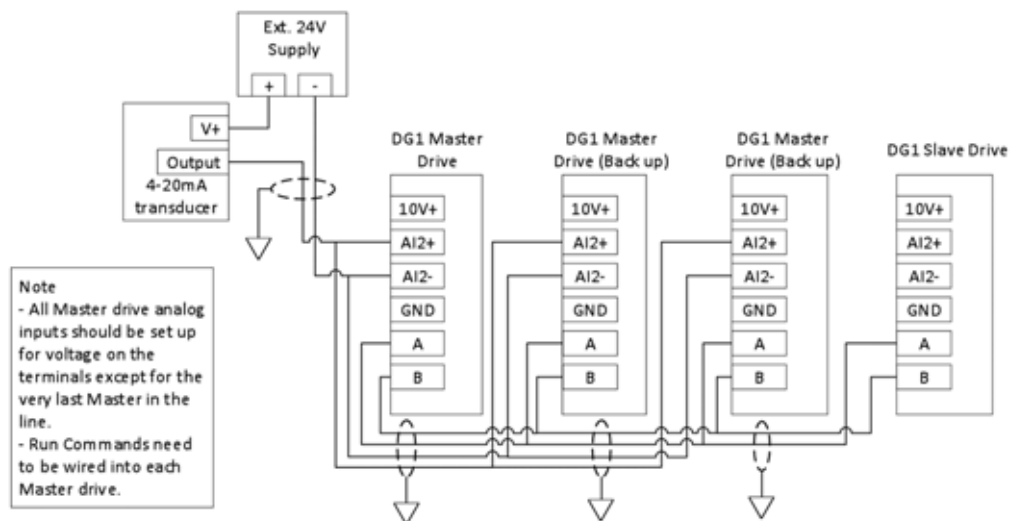 Ext. 24V
Supply
+ -
V+
Output
4-20mA
transducer
DG1 Master
Drive
10V+
AI2+
AI2-
GND
A
B
DG1 Master
Drive (Back up)
10V+
AI2+
AI2-
GND
A
B
DG1 Master
Drive (Back up)
10V+
AI2+
AI2-
GND
A
B
DG1 Slave Drive
10V+
AI2+
AI2-
GND
A
B
Note
- All Master drive analog
inputs should be set up
for voltage on the
terminals except for the
very last Master in the
line.
- Run Commands need
to be wired into each
Master drive.